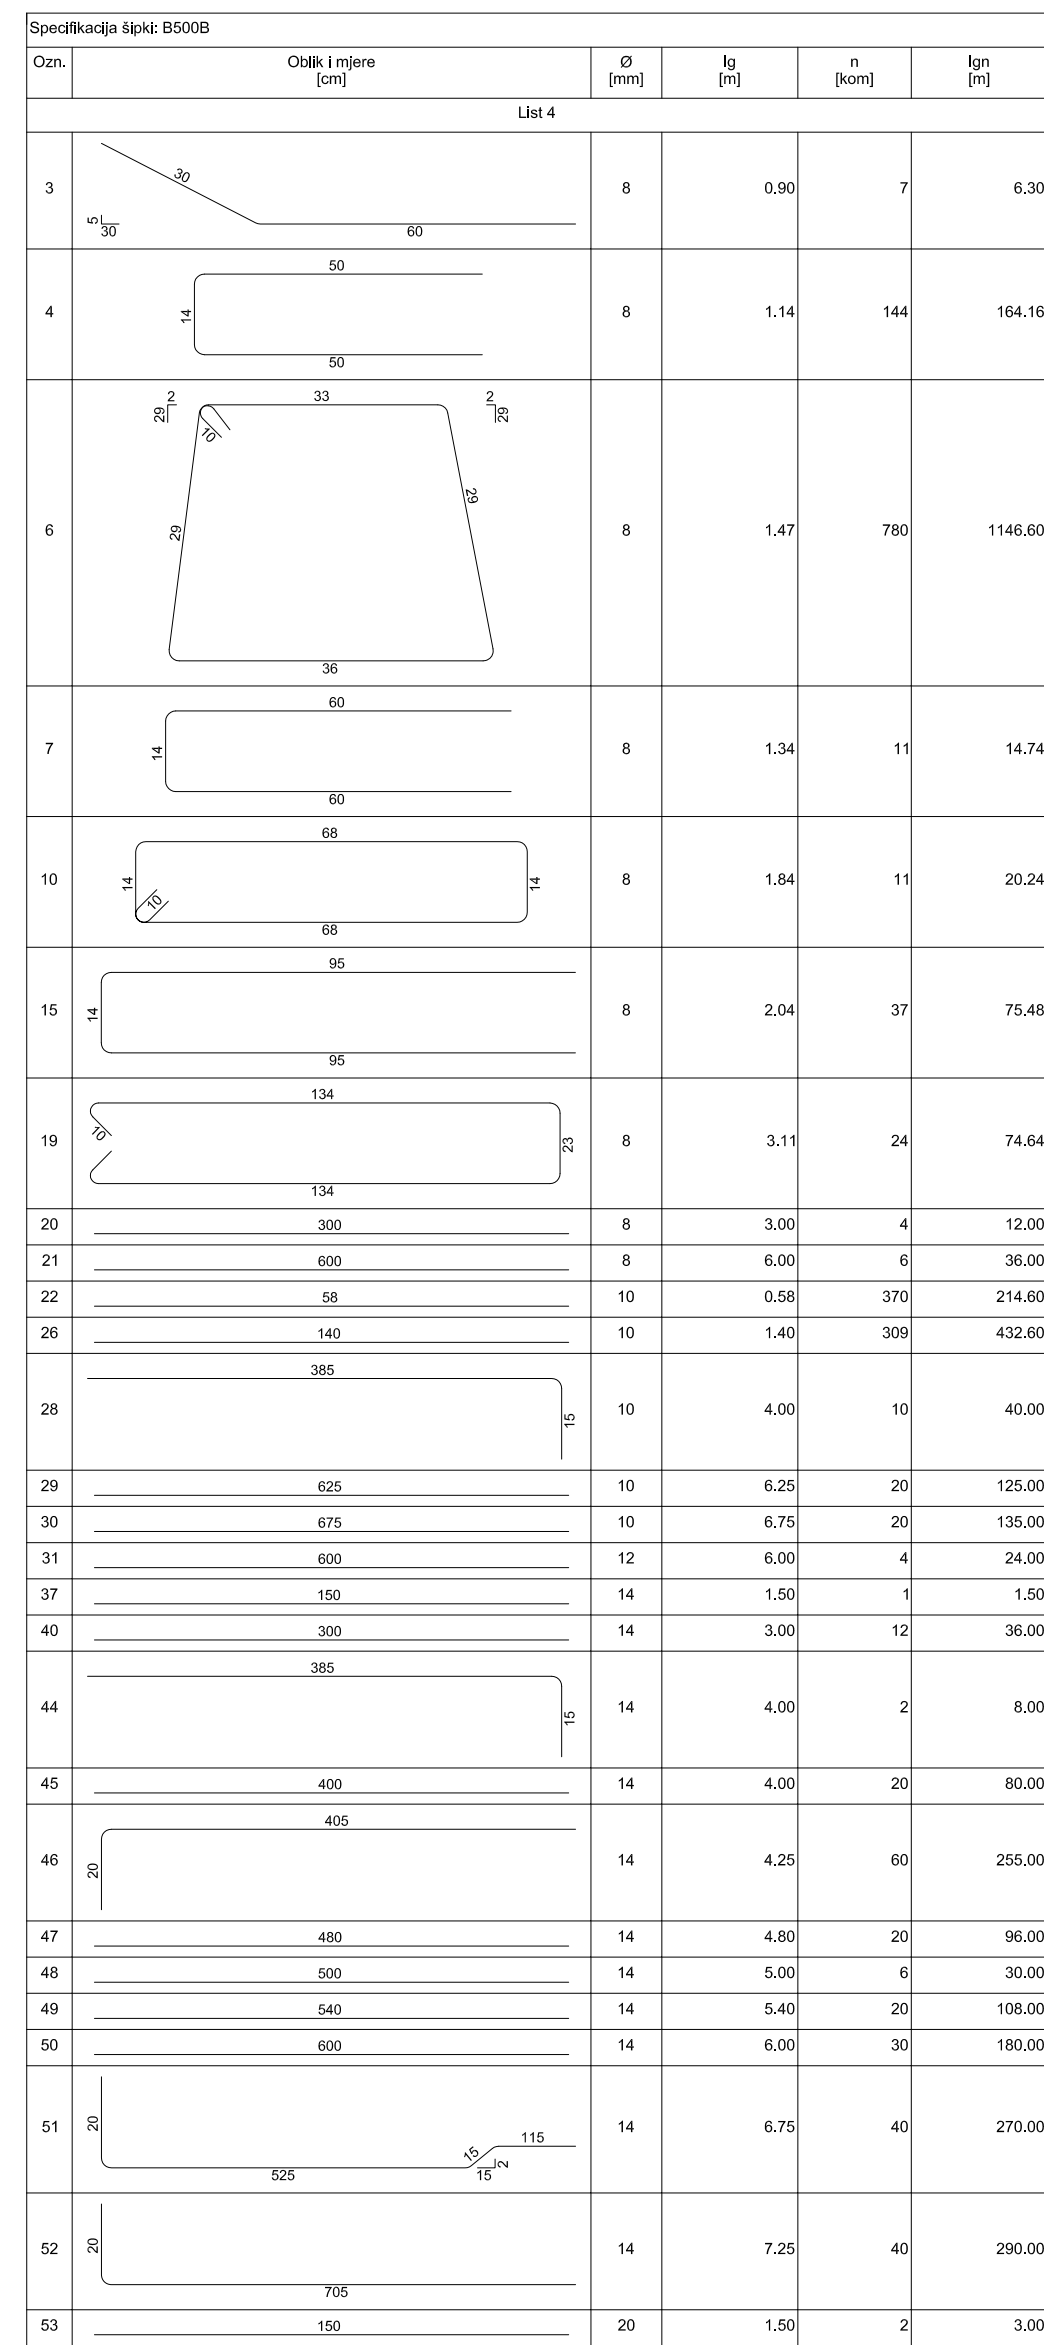 Specifikacija šipki: B500B
Ozn. Oblik i mjere [cm] Ø [mm] lg [m] n [kom] lgn [m]
List 4
3 30 5 30 60 8 0.90 7 6.30
4 50 14 50 8 1.14 144 164.16
6 2 29 33 2 29 10 29 29 36 8 1.47 780 1146.60
7 60 14 60 8 1.34 11 14.74
10 68 14 10 14 68 8 1.84 11 20.24
15 95 14 95 8 2.04 37 75.48
19 134 10 23 134 8 3.11 24 74.64
20 300 8 3.00 4 12.00
21 600 8 6.00 6 36.00
22 58 10 0.58 370 214.60
26 140 10 1.40 309 432.60
28 385 15 10 4.00 10 40.00
29 625 10 6.25 20 125.00
30 675 10 6.75 20 135.00
31 600 12 6.00 4 24.00
37 150 14 1.50 1 1.50
40 300 14 3.00 12 36.00
44 385 15 14 4.00 2 8.00
45 400 14 4.00 20 80.00
46 405 20 14 4.25 60 255.00
47 480 14 4.80 20 96.00
48 500 14 5.00 6 30.00
49 540 14 5.40 20 108.00
50 600 14 6.00 30 180.00
51 20 525 15 15 2 115 14 6.75 40 270.00
52 20 705 14 7.25 40 290.00
53 150 20 1.50 2 3.00